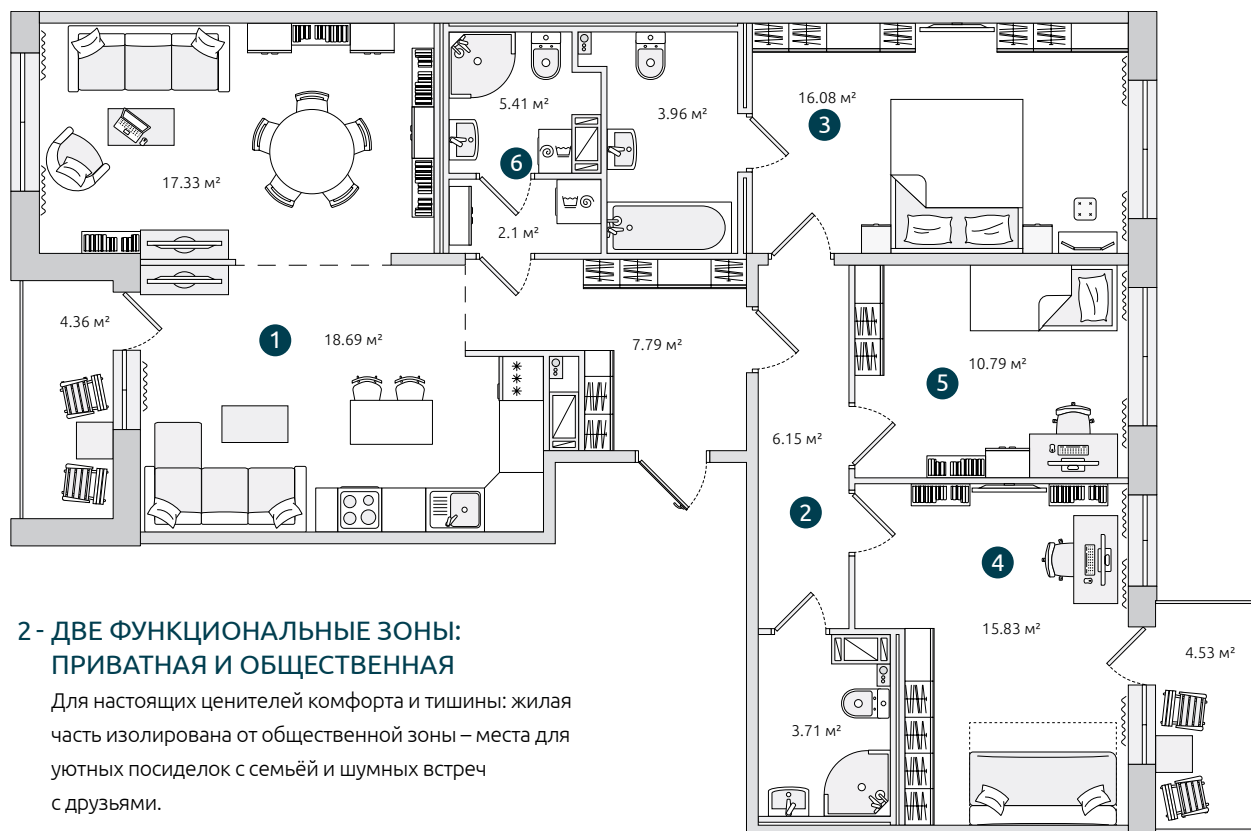 5.41 м²
3.96 м²
16.08 м²
3
6
17.33 м²
2.1 м²
4.36 м²
1
18.69 м²
7.79 м²
10.79 м²
5
6.15 м²
2
4
15.83 м²
4.53 м²
3.71 м²
2 - ДВЕ ФУНКЦИОНАЛЬНЫЕ ЗОНЫ:
ПРИВАТНАЯ И ОБЩЕСТВЕННАЯ
Для настоящих ценителей комфорта и тишины: жилая
часть изолирована от общественной зоны – места для
уютных посиделок с семьёй и шумных встреч
с друзьями.